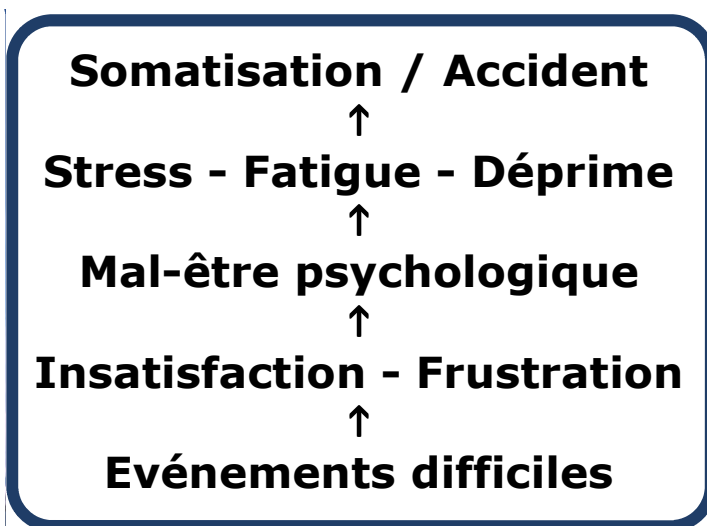 Somatisation / Accident
↑
Stress - Fatigue - Déprime
↑
Mal-être psychologique
↑
Insatisfaction - Frustration
↑
Evénements difficiles